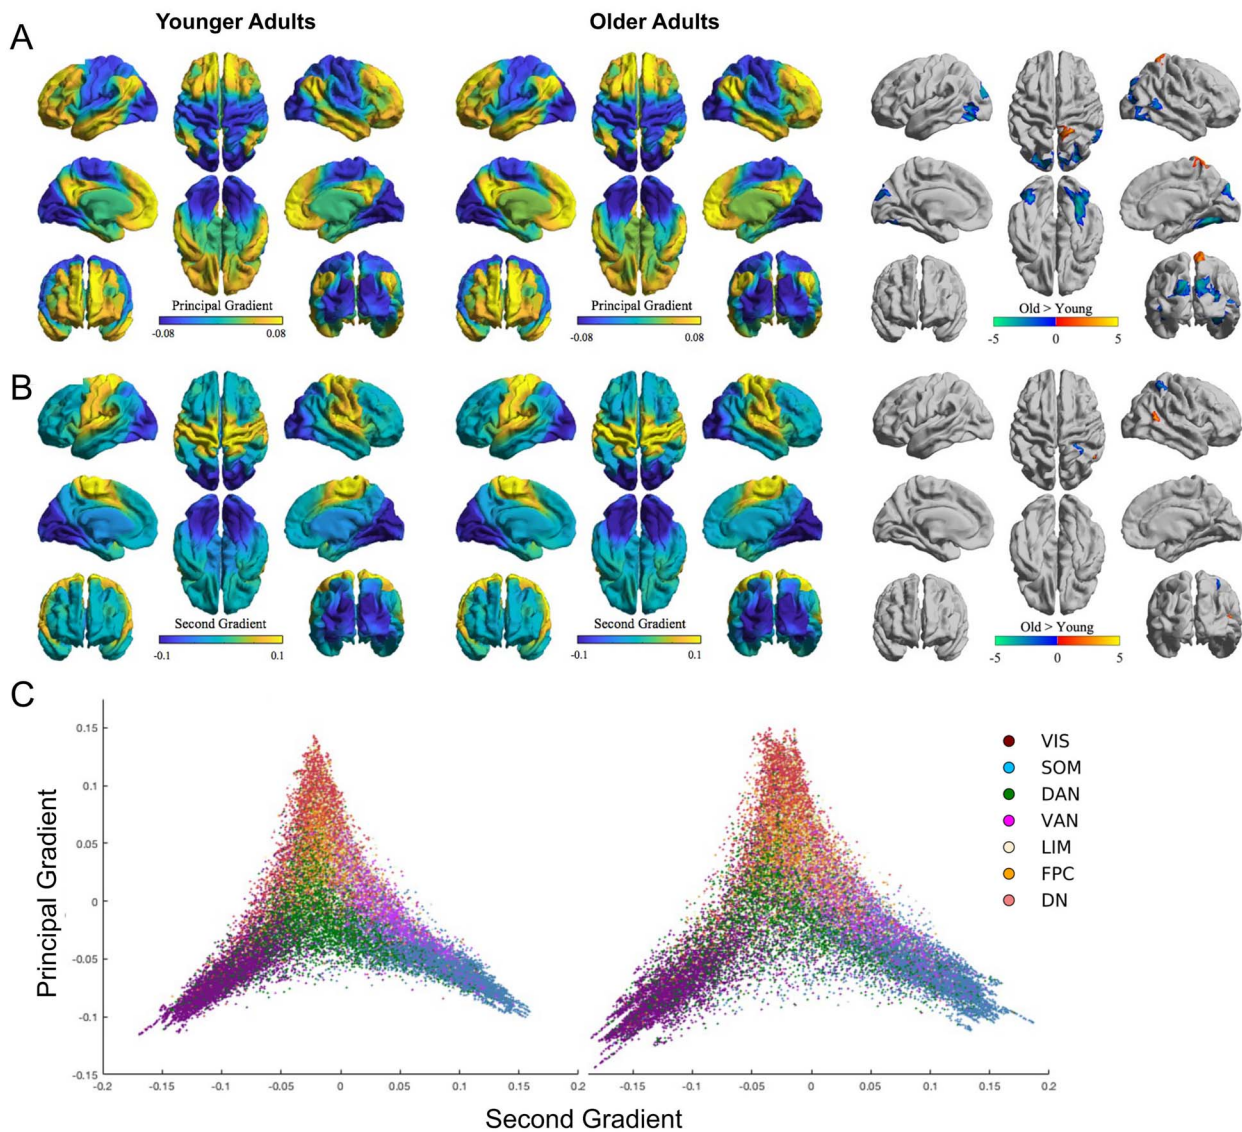 Younger Adults
Older Adults
A
Principal Gradient
-0.08
0.08
Principal Gradient
-0.08
0.08
Old > Young
-5
0
5
B
Second Gradient
-0.1
0.1
Second Gradient
-0.1
0.1
Old > Young
-5
0
5
C
Principal Gradient
0.15
0.1
0.05
0
-0.05
-0.1
-0.15
-0.2
-0.15
-0.1
-0.05
0
0.05
0.1
0.15
0.2
-0.15
-0.1
-0.05
0
0.05
0.1
0.15
0.2
Second Gradient
VIS
SOM
DAN
VAN
LIM
FPC
DN